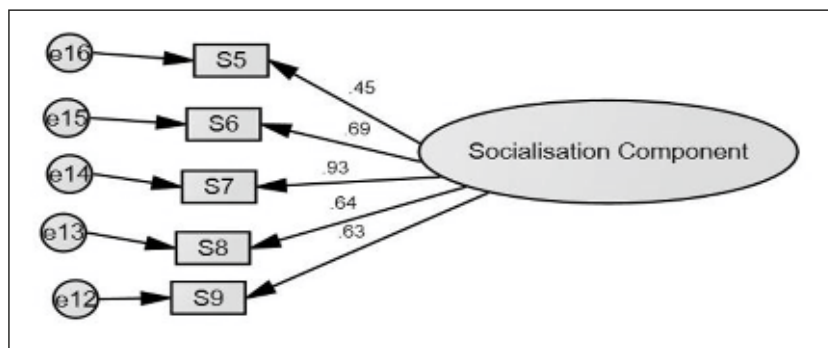 e16 S5
.45
e15 S6
.69
Socialisation Component
e14 S7
.93
.64
e13 S8
.63
e12 S9